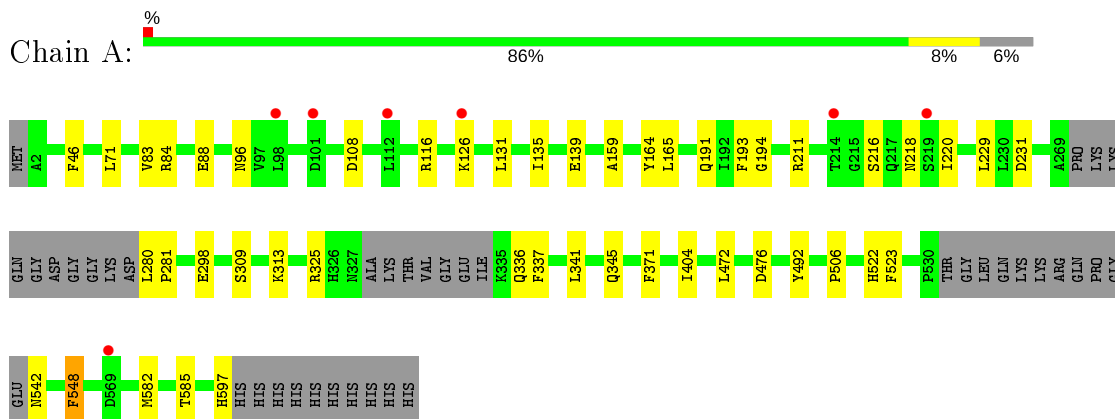 %
Chain A:
86% 8% 6%
MET A2 F46 L71 V83 R84 E88 N96 V97 L98 D101 D108 L112 R116 K126 L131 I135 E139 A159 Y164 L165 Q191 I192 F193 G194 R211 T214 G215 S216 Q217 N218 S219 I220 L229 L230 D231 A269 PRO LYS LYS
GLN GLY ASP GLY GLY LYS ASP L280 P281 E298 S309 K313 R325 H326 N327 ALA LYS THR VAL GLY GLU ILE K335 Q336 F337 L341 Q345 F371 I404 L472 D476 Y492 P506 H522 F523 P530 THR GLY LEU GLN LYS LYS ARG GLN PRO GLY
GLU N542 F548 D569 M582 T585 H597 HIS HIS HIS HIS HIS HIS HIS HIS HIS